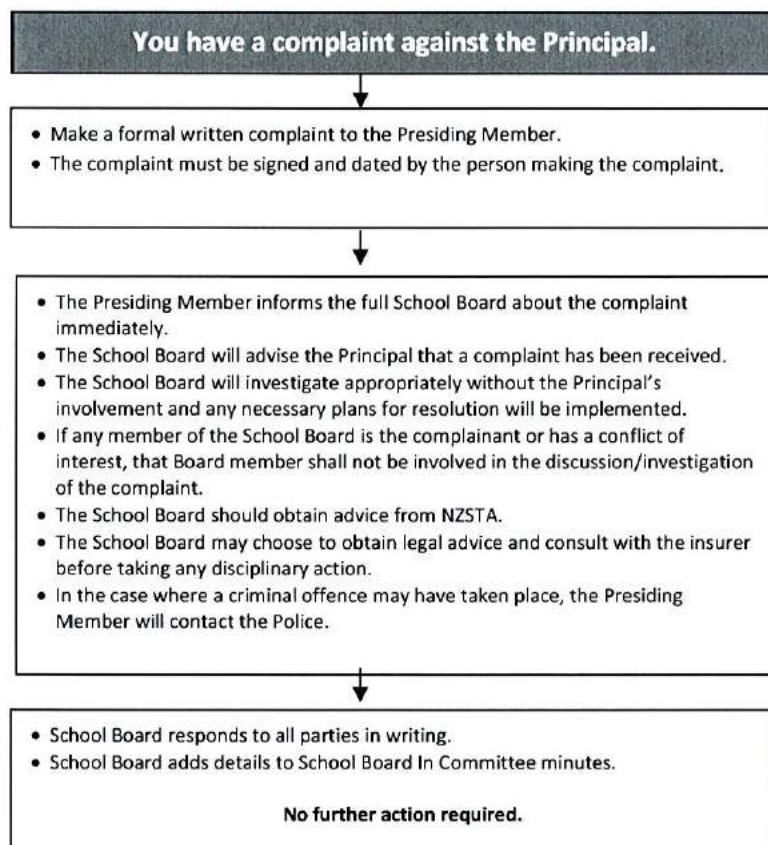 You have a complaint against the Principal.
• Make a formal written complaint to the Presiding Member.
• The complaint must be signed and dated by the person making the complaint.
• The Presiding Member informs the full School Board about the complaint
immediately.
• The School Board will advise the Principal that a complaint has been received.
• The School Board will investigate appropriately without the Principal's
involvement and any necessary plans for resolution will be implemented.
• If any member of the School Board is the complainant or has a conflict of
interest, that Board member shall not be involved in the discussion/investigation
of the complaint.
• The School Board should obtain advice from NZSTA.
• The School Board may choose to obtain legal advice and consult with the insurer
before taking any disciplinary action.
• In the case where a criminal offence may have taken place, the Presiding
Member will contact the Police.
• School Board responds to all parties in writing.
• School Board adds details to School Board In Committee minutes.
No further action required.